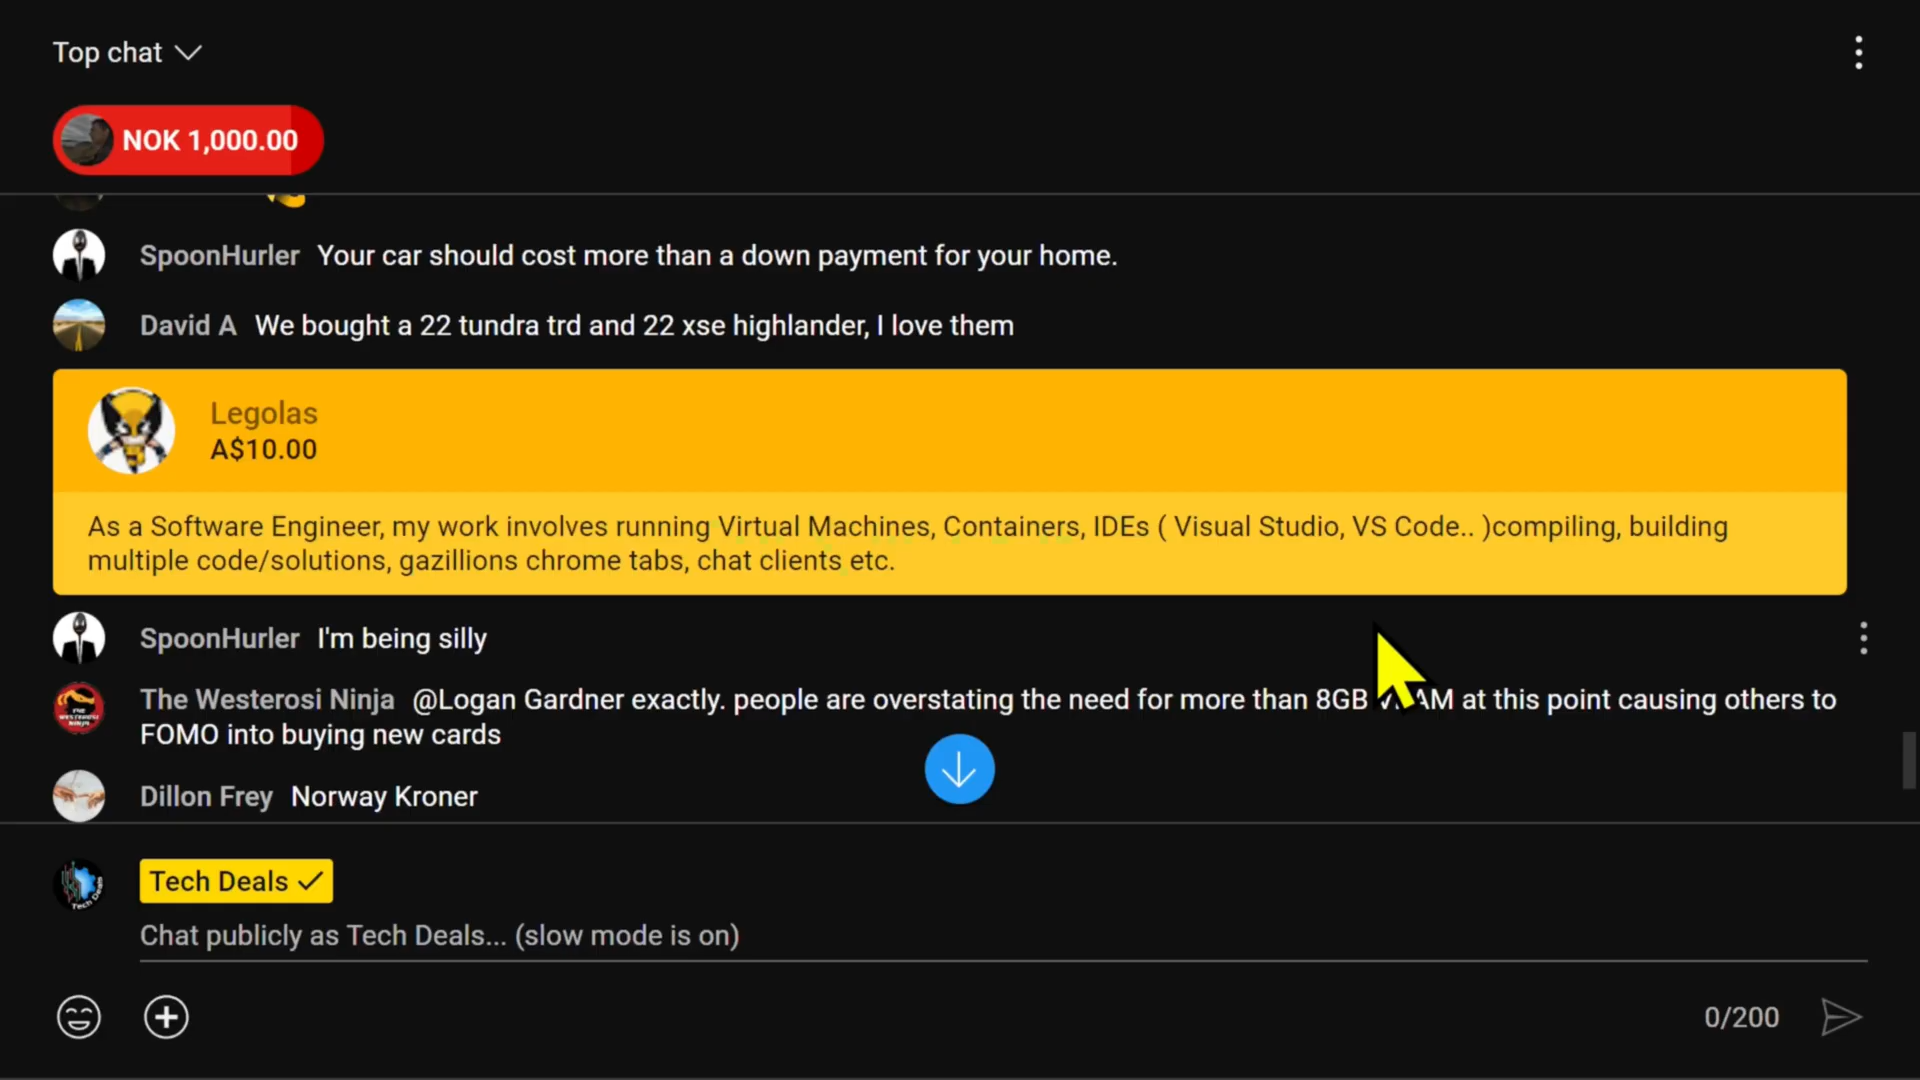 Top chat
NOK 1,000.00
SpoonHurler Your car should cost more than a down payment for your home.
David A We bought a 22 tundra trd and 22 xse highlander, I love them
Legolas
A$10.00
As a Software Engineer, my work involves running Virtual Machines, Containers, IDEs ( Visual Studio, VS Code.. )compiling, building
multiple code/solutions, gazillions chrome tabs, chat clients etc.
SpoonHurler I'm being silly
The Westerosi Ninja @Logan Gardner exactly. people are overstating the need for more than 8GB at this point causing others to
FOMO into buying new cards
Dillon Frey Norway Kroner
Tech Deals
Chat publicly as Tech Deals... (slow mode is on)
0/200